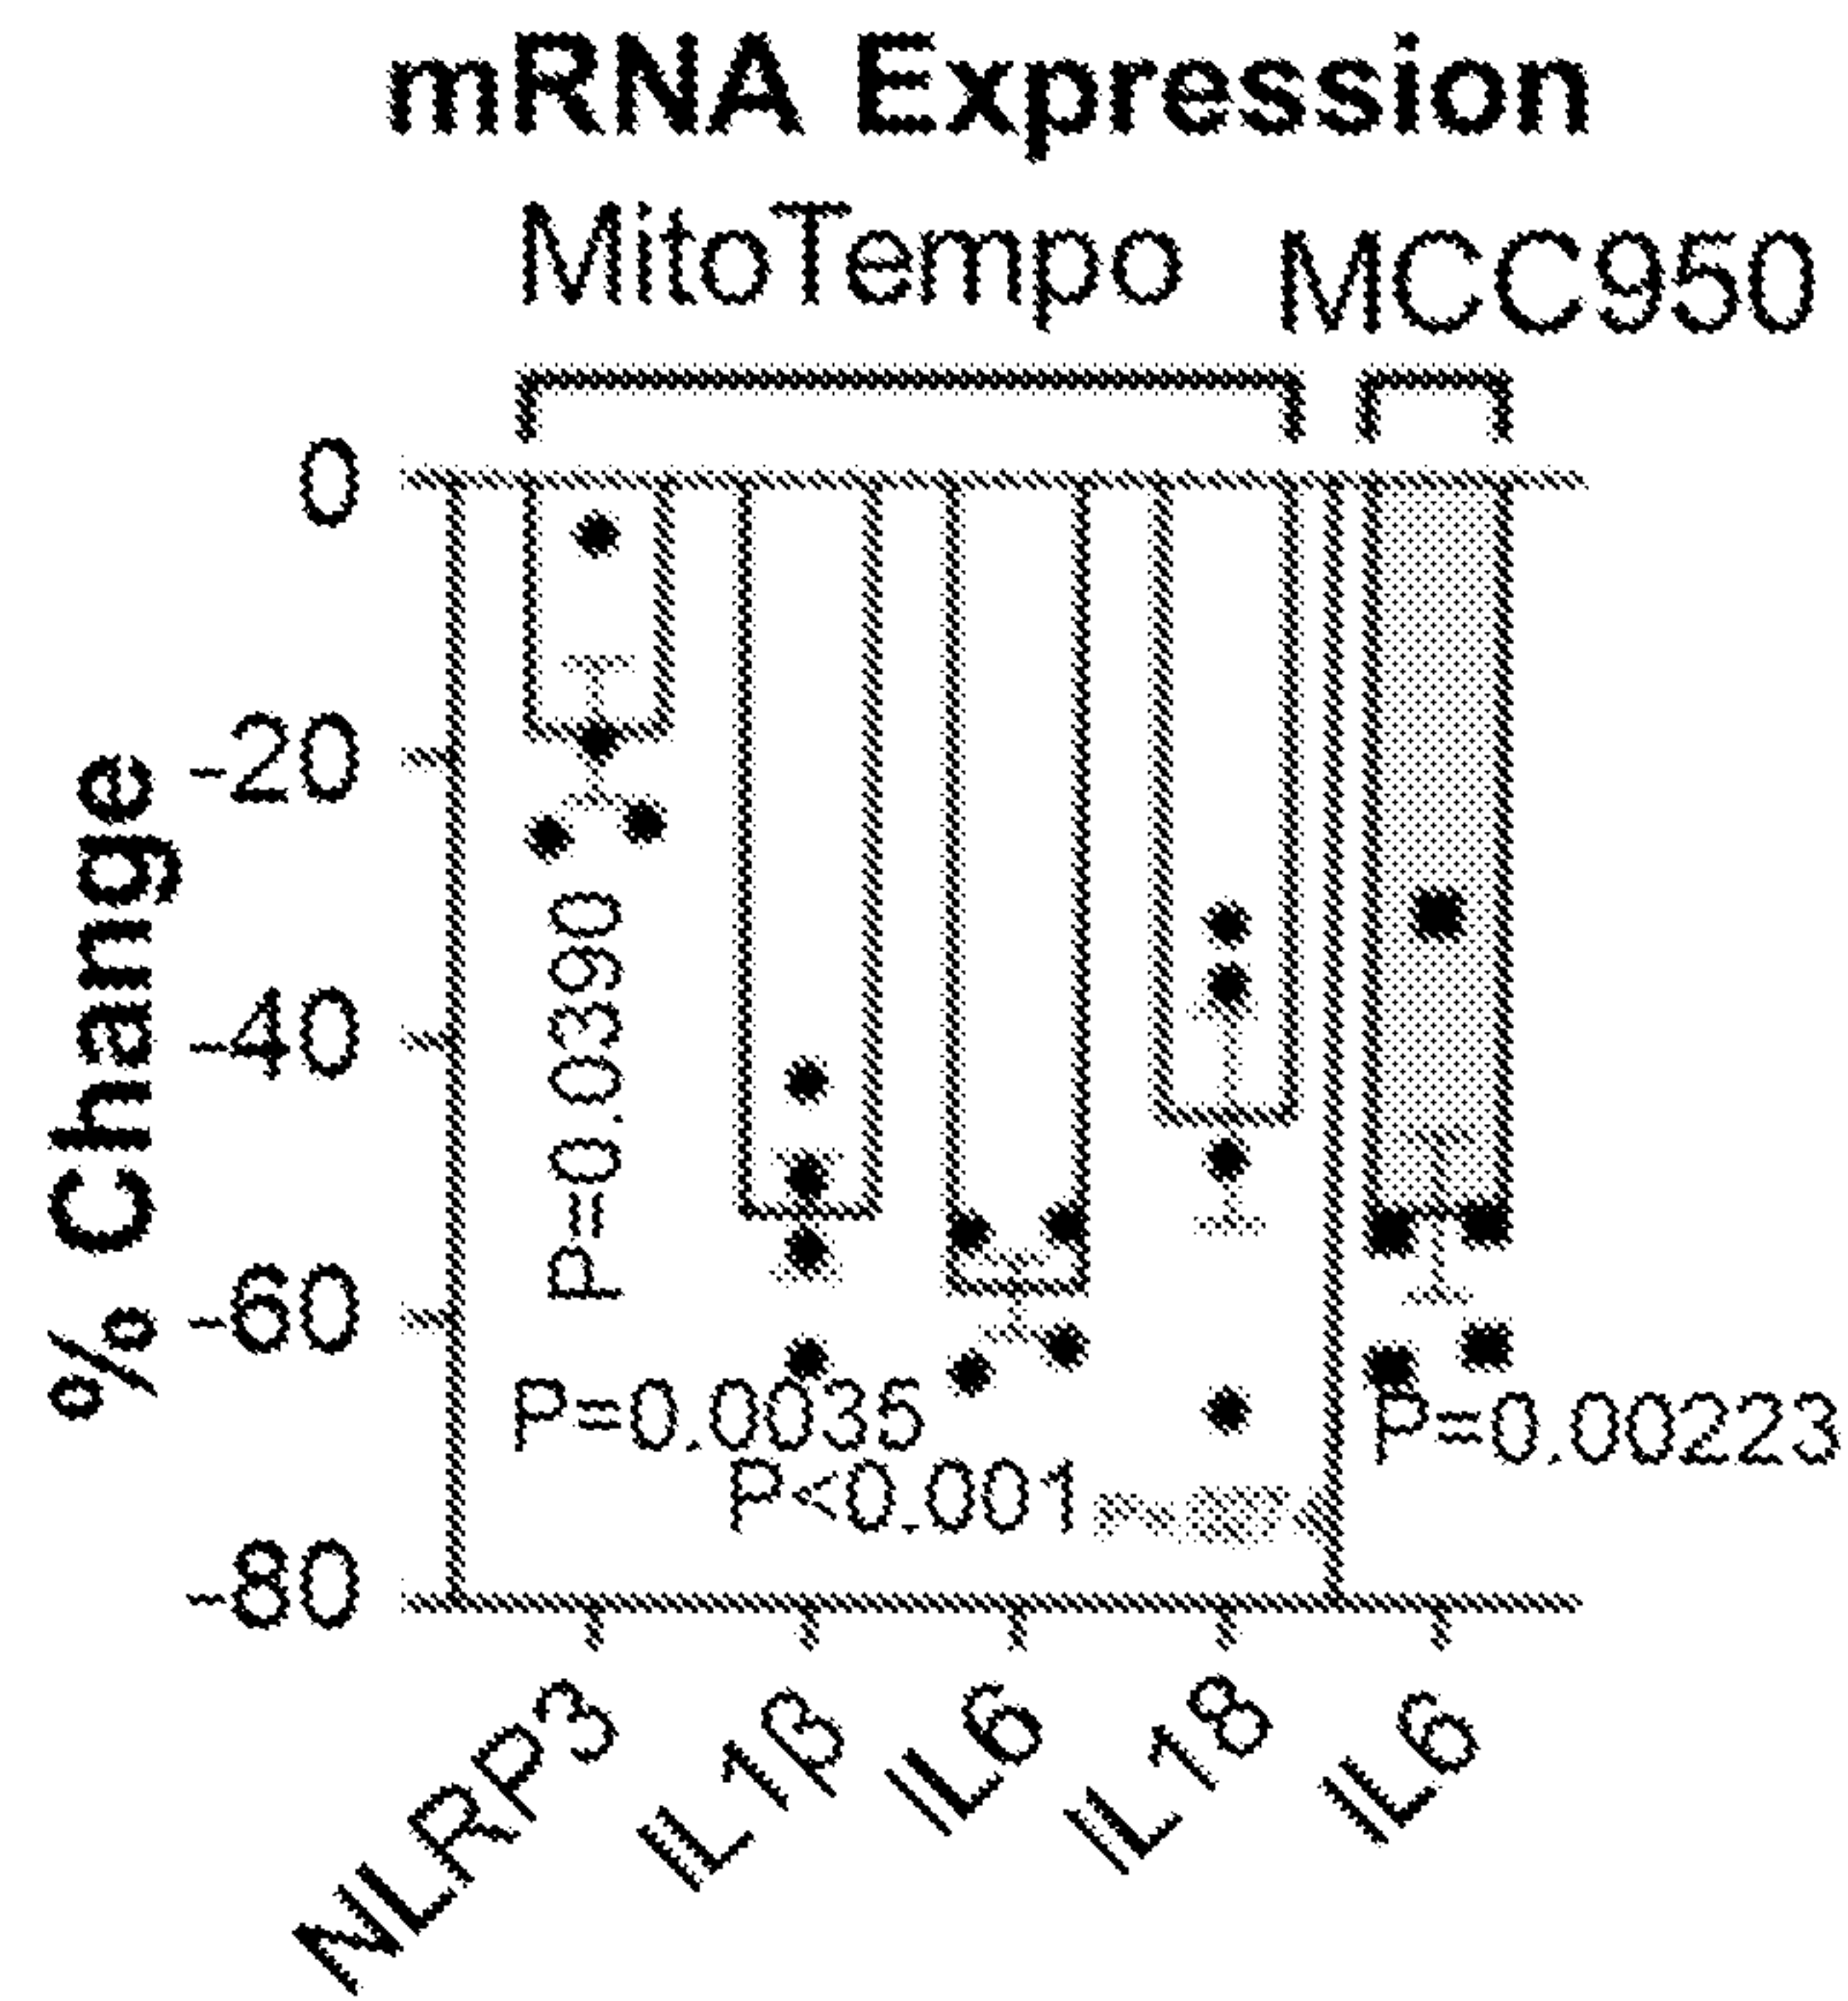 mRNA Expression
MitoTempo MCC950
0
-20
-40
-60
-80
% Change
p=0.0390
P=0.0035
P<0.001
P=0.00223
NLRP3 IL1β IL6 IL18 IL6